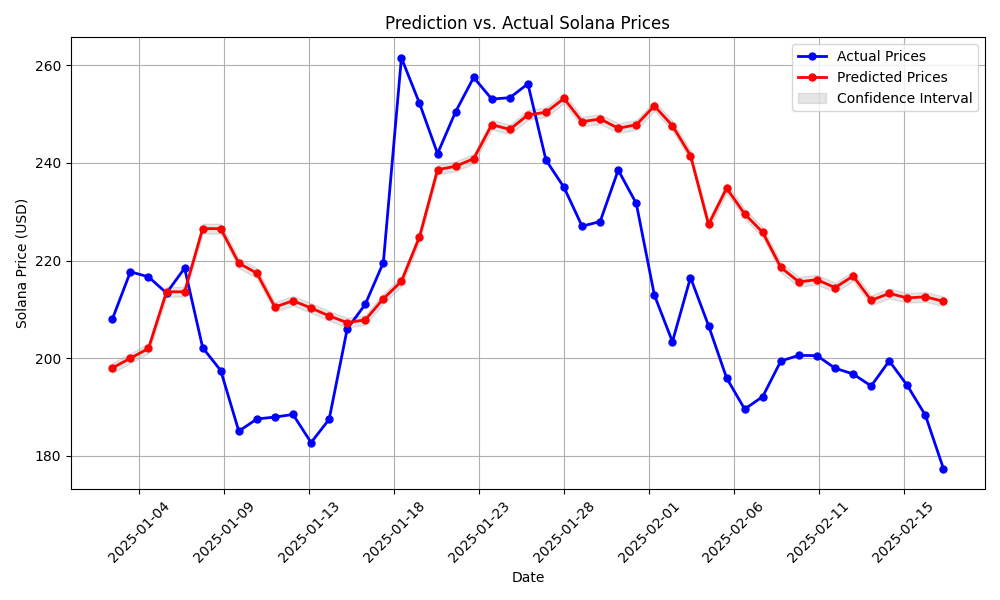 Prediction vs. Actual Solana Prices
Actual Prices
Predicted Prices
Confidence Interval
Solana Price (USD)
260
240
220
200
180
2025-01-04
2025-01-09
2025-01-13
2025-01-18
2025-01-23
2025-01-28
2025-02-01
2025-02-06
2025-02-11
2025-02-15
Date